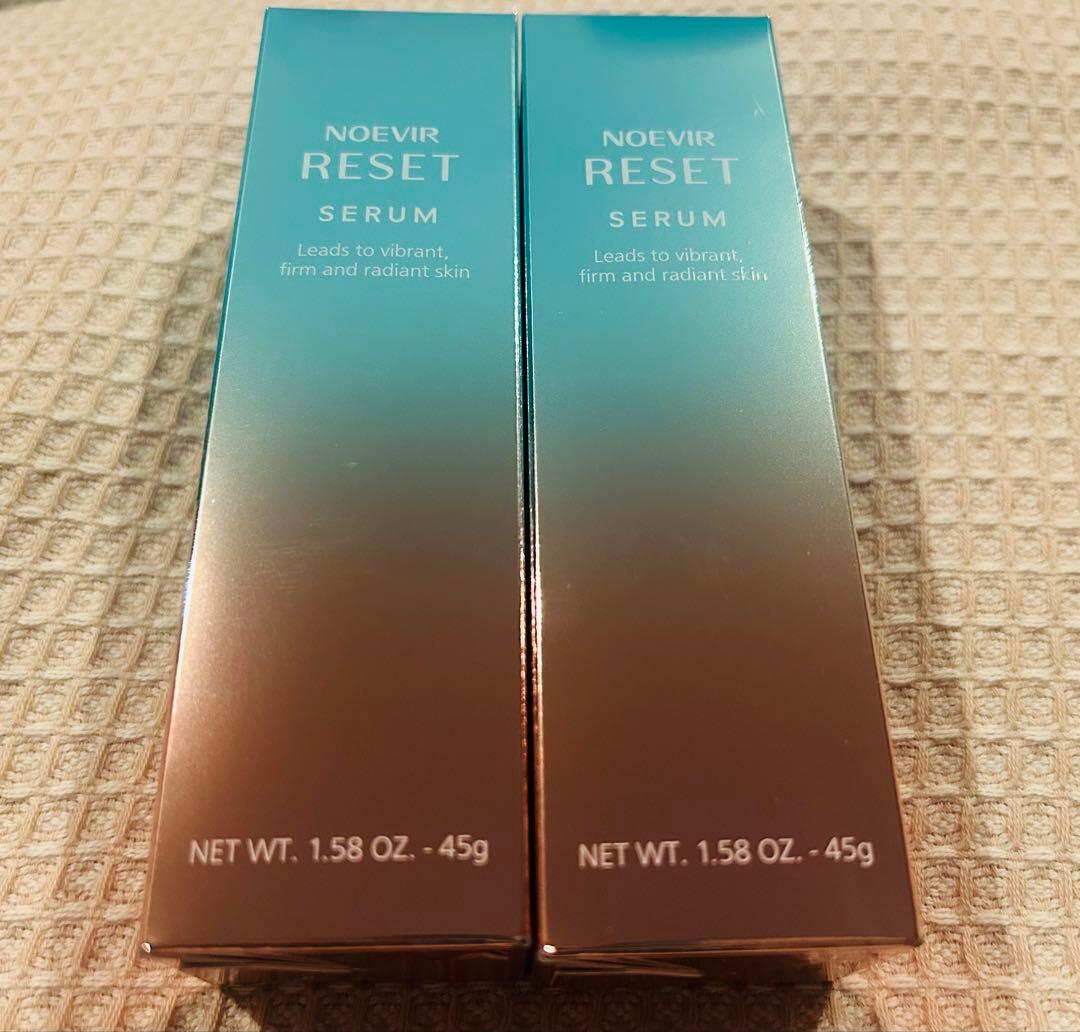 NOEVIR
RESET
SERUM
Leads to vibrant,
firm and radiant skin
NET WT. 1.58 OZ. - 45g
NOEVIR
RESET
SERUM
Leads to vibrant,
firm and radiant skin
NET WT. 1.58 OZ. - 45g